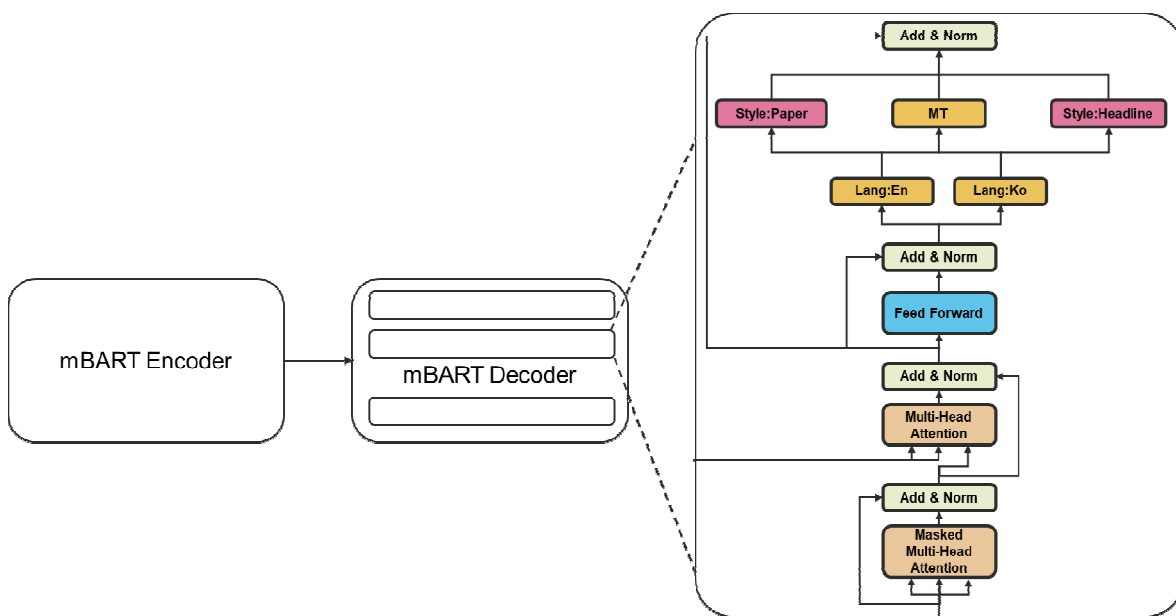 Add & Norm
Style:Paper
MT
Style:Headline
Lang:En
Lang:Ko
Add & Norm
Feed Forward
mBART Encoder
mBART Decoder
Add & Norm
Multi-Head
Attention
Add & Norm
Masked
Multi-Head
Attention